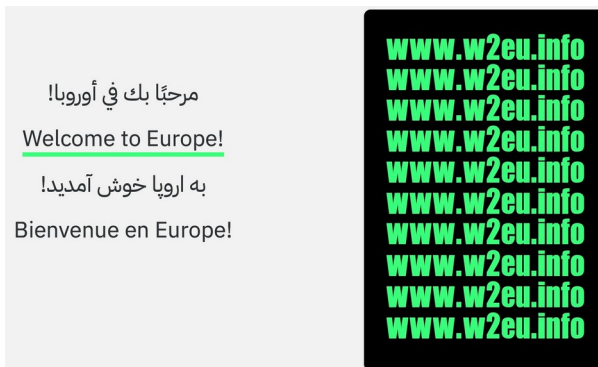 مرحبًا بك في أوروبا!
Welcome to Europe!
به اروپا خوش آمدید!
Bienvenue en Europe!
www.w2eu.info
www.w2eu.info
www.w2eu.info
www.w2eu.info
www.w2eu.info
www.w2eu.info
www.w2eu.info
www.w2eu.info
www.w2eu.info
www.w2eu.info